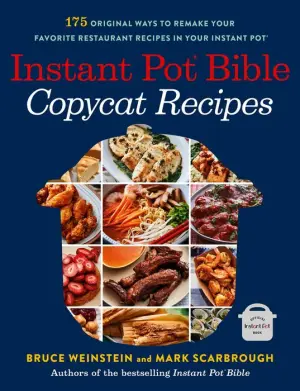 175 ORIGINAL WAYS TO REMAKE YOUR
FAVORITE RESTAURANT RECIPES IN YOUR INSTANT POT®
Instant Pot® Bible
Copycat Recipes
Instant Pot
BOOK
BRUCE WEINSTEIN and MARK SCARBROUGH
Authors of the bestselling Instant Pot Bible